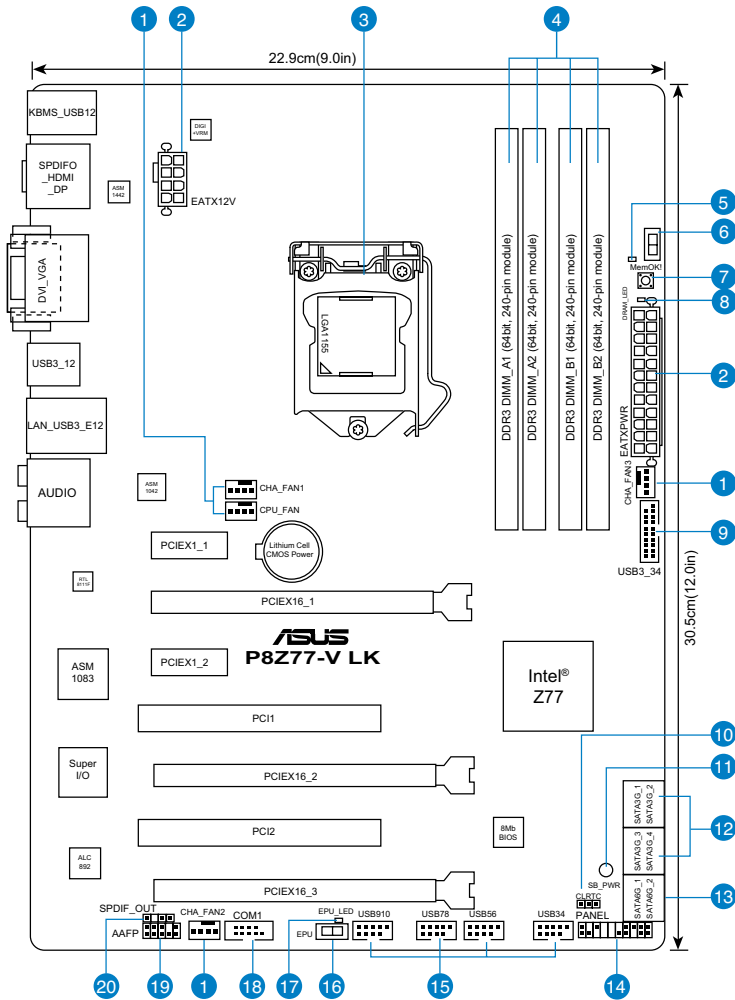 1
2
3
4
22.9cm(9.0in)
KBMS_USB12
DIGI
+VRM
SPDIFO
_HDMI
_DP
ASM
1442
EATX12V
5
6
MemOK!
7
DRAM_LED
8
DVI_VGA
LGA1155
DDR3 DIMM_A1 (64bit, 240-pin module)
DDR3 DIMM_A2 (64bit, 240-pin module)
DDR3 DIMM_B1 (64bit, 240-pin module)
DDR3 DIMM_B2 (64bit, 240-pin module)
EATXPWR
2
USB3_12
LAN_USB3_E12
AUDIO
ASM
1042
CHA_FAN1
CPU_FAN
CHA_FAN3
1
9
USB3_34
30.5cm(12.0in)
PCIEX1_1
Lithium Cell
CMOS Power
RTL
8111F
PCIEX16_1
ASUS
P8Z77-V LK
ASM
1083
PCIEX1_2
Intel®
Z77
PCI1
10
Super
I/O
PCIEX16_2
11
SATA3G_1
SATA3G_2
12
PCI2
8Mb
BIOS
SATA3G_3
SATA3G_4
ALC
892
SB_PWR
PCIEX16_3
CLRTC
SATA6G_1
SATA6G_2
13
SPDIF_OUT
AAFP
CHA_FAN2
COM1
EPU_LED
EPU
USB910
USB78
USB56
USB34
PANEL
20
19
1
18
17
16
15
14